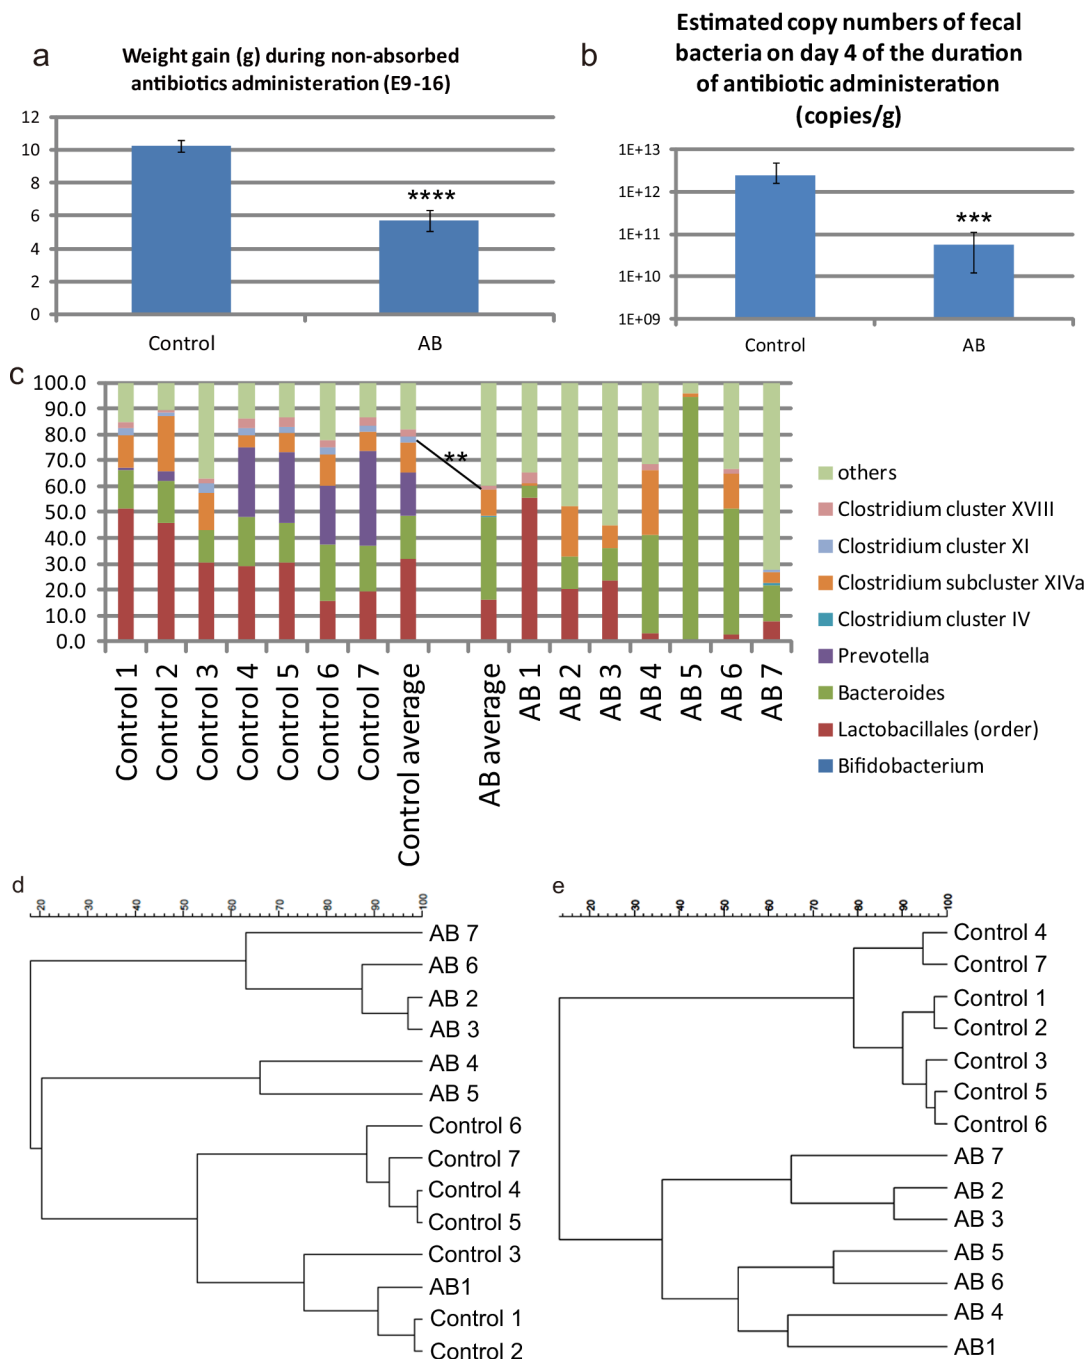 a
Weight gain (g) during non-absorbed
antibiotics administeration (E9-16)
12
10
8
6
4
2
0
****
Control
AB
b
Estimated copy numbers of fecal
bacteria on day 4 of the duration
of antibiotic administeration
(copies/g)
1E+13
1E+12
1E+11
1E+10
1E+09
***
Control
AB
c
100.0
90.0
80.0
70.0
60.0
50.0
40.0
30.0
20.0
10.0
0.0
**
Control 1
Control 2
Control 3
Control 4
Control 5
Control 6
Control 7
Control average
AB average
AB 1
AB 2
AB 3
AB 4
AB 5
AB 6
AB 7
others
Clostridium cluster XVIII
Clostridium cluster XI
Clostridium subcluster XIVa
Clostridium cluster IV
Prevotella
Bacteroides
Lactobacillales (order)
Bifidobacterium
d
20 30 40 50 60 70 80 90 100
AB 7
AB 6
AB 2
AB 3
AB 4
AB 5
Control 6
Control 7
Control 4
Control 5
Control 3
AB1
Control 1
Control 2
e
20 30 40 50 60 70 80 90 100
Control 4
Control 7
Control 1
Control 2
Control 3
Control 5
Control 6
AB 7
AB 2
AB 3
AB 5
AB 6
AB 4
AB1